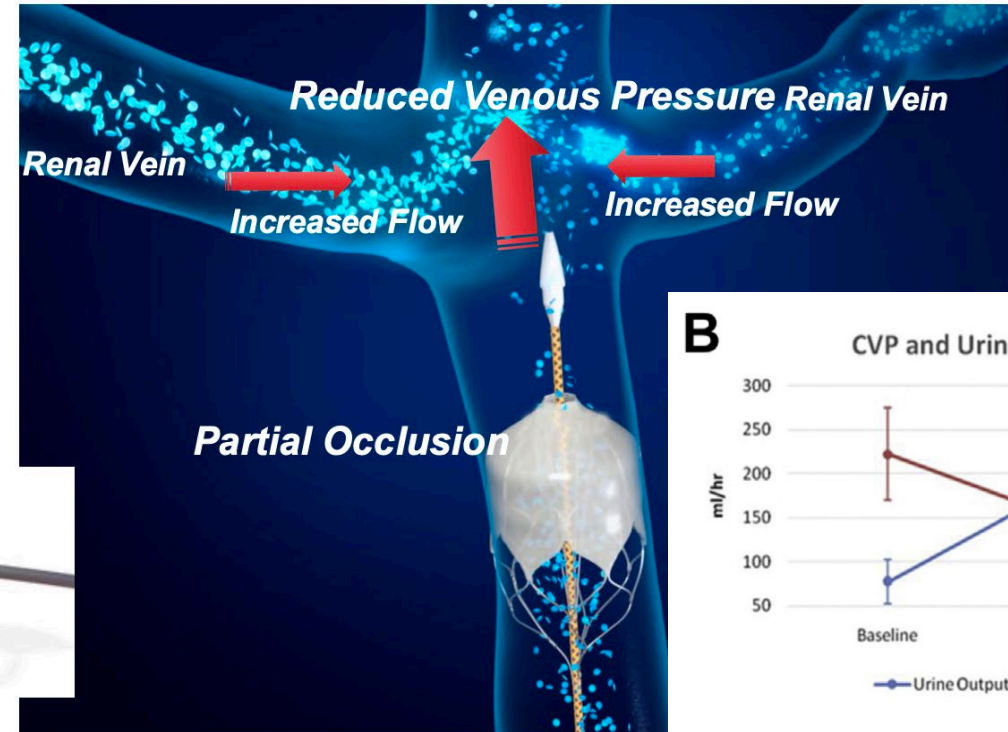 Reduced Venous Pressure Renal Vein
Renal Vein
Increased Flow
Increased Flow
Partial Occlusion
B
CVP and Urin
300
250
200
150
100
50
ml/hr
Baseline
Urine Output